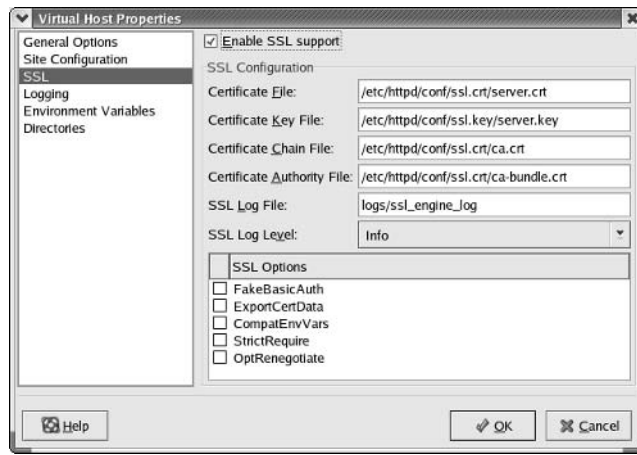 Virtual Host Properties
General Options
Site Configuration
SSL
Logging
Environment Variables
Directories
Enable SSL support
SSL Configuration
Certificate File: /etc/httpd/conf/ssl.crt/server.crt
Certificate Key File: /etc/httpd/conf/ssl.key/server.key
Certificate Chain File: /etc/httpd/conf/ssl.crt/ca.crt
Certificate Authority File: /etc/httpd/conf/ssl.crt/ca-bundle.crt
SSL Log File: logs/ssl_engine_log
SSL Log Level: Info
SSL Options
FakeBasicAuth
ExportCertData
CompatEnvVars
StrictRequire
OptRenegotiate
Help OK Cancel